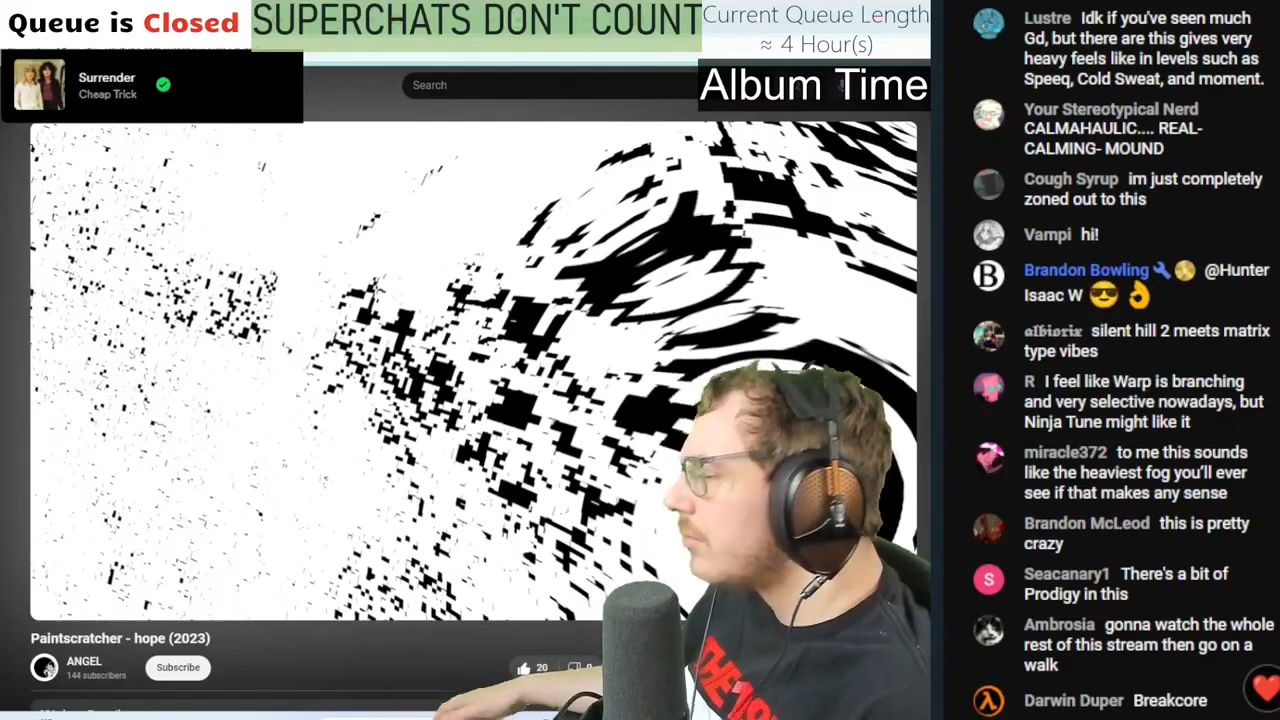 Queue is Closed
SUPERCHATS DON'T COUNT
Current Queue Length
≈ 4 Hour(s)
Album Time
Surrender
Cheap Trick
Search
Paintscratcher - hope (2023)
ANGEL
144 subscribers
Subscribe
20
Lustre Idk if you've seen much
Gd, but there are this gives very
heavy feels like in levels such as
Speeq, Cold Sweat, and moment.
Your Stereotypical Nerd
CALMAHAULIC.... REAL-
CALMING- MOUND
Cough Syrup im just completely
zoned out to this
Vampi hi!
Brandon Bowling @Hunter
Isaac W 😎 👌
𝖆𝖑𝖇𝖎𝖔𝖗𝖎𝖝 silent hill 2 meets matrix
type vibes
R I feel like Warp is branching
and very selective nowadays, but
Ninja Tune might like it
miracle372 to me this sounds
like the heaviest fog you'll ever
see if that makes any sense
Brandon McLeod this is pretty
crazy
S
Seacanary1 There's a bit of
Prodigy in this
Ambrosia gonna watch the whole
rest of this stream then go on a
walk
Darwin Duper Breakcore